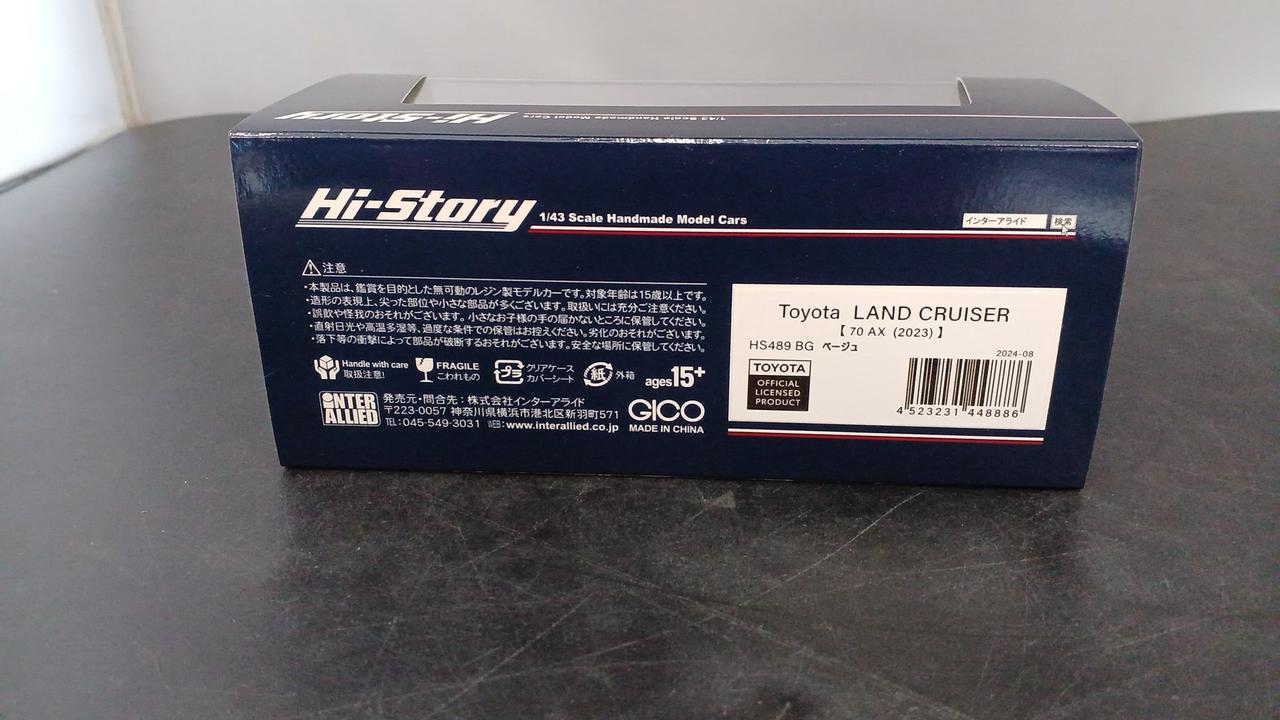 Hi-Story 1/43 Scale Handmade Model Cars
Hi-Story 1/43 Scale Handmade Model Cars
インターアライド 検索
⚠注意
・本製品は、鑑賞を目的とした無可動のレジン製モデルカーです。対象年齢は15歳以上です。
・造形の表現上、尖った部位や小さな部品が多くございます。取扱いには充分ご注意ください。
・誤飲や怪我のおそれがございます。小さなお子様の手の届かないところに保管してください。
・直射日光や高温多湿等、過度な条件での保管はお控えください。劣化のおそれがございます。
・落下等の衝撃によって部品が破断するおそれがございます。安全な場所に保管してください。
Handle with care
取扱注意!
FRAGILE
こわれもの
プラ
クリアケース
カバーシート
紙
外箱
ages15+
INTER
ALLIED
発売元・問合先:株式会社インターアライド
〒223-0057 神奈川県横浜市港北区新羽町571
TEL:045-549-3031 WEB:www.interallied.co.jp
GICO
MADE IN CHINA
Toyota LAND CRUISER
【 70 AX (2023) 】
HS489 BG ベージュ
2024-08
TOYOTA
OFFICIAL
LICENSED
PRODUCT
4 523231 448886